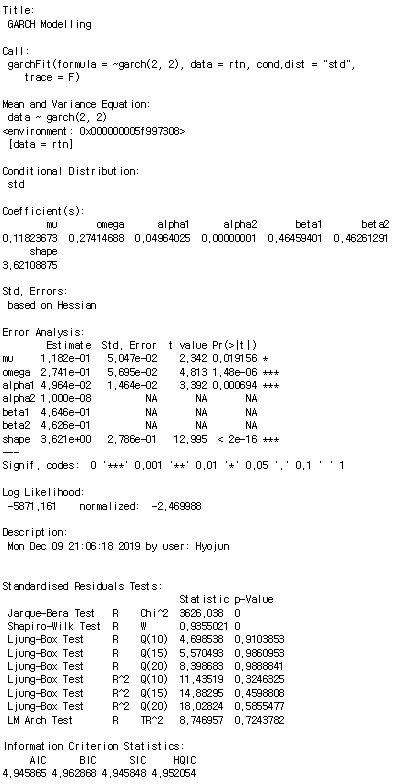 Title:
GARCH Modelling
Call:
garchFit(formula = ~garch(2, 2), data = rtn, cond.dist = "std",
trace = F)
Mean and Variance Equation:
data ~ garch(2, 2)
<environment: 0x000000005f997308>
[data = rtn]
Conditional Distribution:
std
Coefficient(s):
mu omega alpha1 alpha2 beta1 beta2
0.11823673 0.27414688 0.04964025 0.00000001 0.46459401 0.46261291
shape
3.62108875
Std. Errors:
based on Hessian
Error Analysis:
Estimate Std. Error t value Pr(>|t|)
mu 1.182e-01 5.047e-02 2.342 0.019156 *
omega 2.741e-01 5.695e-02 4.813 1.48e-06 ***
alpha1 4.964e-02 1.464e-02 3.392 0.000694 ***
alpha2 1.000e-08 NA NA NA
beta1 4.646e-01 NA NA NA
beta2 4.626e-01 NA NA NA
shape 3.621e+00 2.786e-01 12.995 < 2e-16 ***
---
Signif. codes: 0 '***' 0.001 '**' 0.01 '*' 0.05 '.' 0.1 ' ' 1
Log Likelihood:
-5871.161 normalized: -2.469988
Description:
Mon Dec 09 21:06:18 2019 by user: Hyojun
Standardised Residuals Tests:
Statistic p-Value
Jarque-Bera Test R Chi^2 3626.038 0
Shapiro-Wilk Test R W 0.9355021 0
Ljung-Box Test R Q(10) 4.698538 0.9103853
Ljung-Box Test R Q(15) 5.570493 0.9860953
Ljung-Box Test R Q(20) 8.398683 0.9888841
Ljung-Box Test R^2 Q(10) 11.43519 0.3246325
Ljung-Box Test R^2 Q(15) 14.88295 0.4598808
Ljung-Box Test R^2 Q(20) 18.02824 0.5855477
LM Arch Test R TR^2 8.746957 0.7243782
Information Criterion Statistics:
AIC BIC SIC HQIC
4.945865 4.962868 4.945848 4.952054